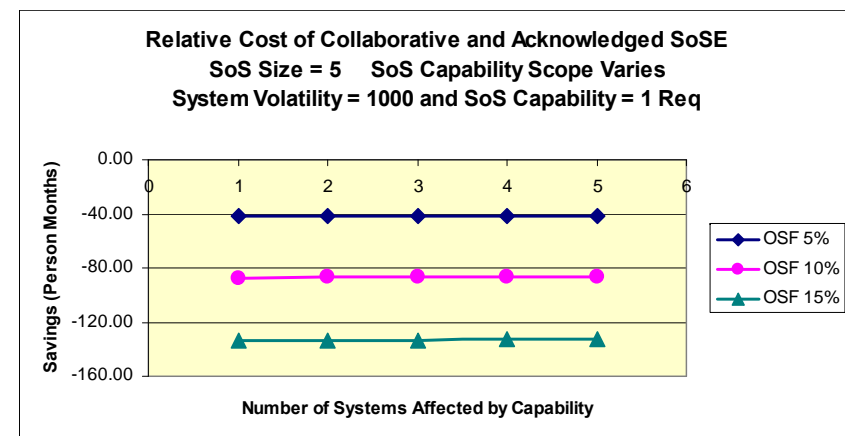 Relative Cost of Collaborative and Acknowledged SoSE
SoS Size = 5 SoS Capability Scope Varies
System Volatility = 1000 and SoS Capability = 1 Req
Savings (Person Months)
0.00
-40.00
-80.00
-120.00
-160.00
0 1 2 3 4 5 6
OSF 5%
OSF 10%
OSF 15%
Number of Systems Affected by Capability